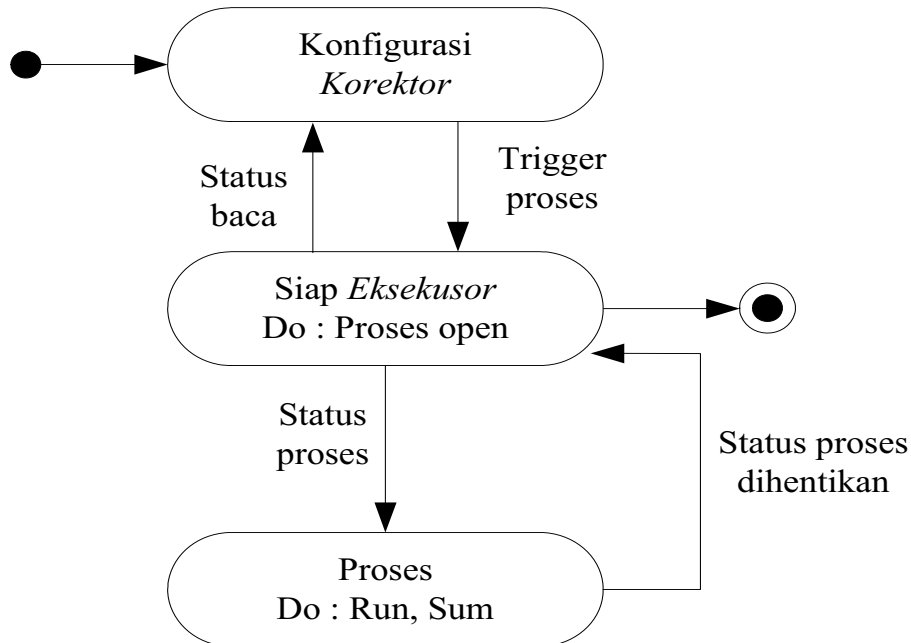 Konfigurasi
Korektor
Status
baca
Trigger
proses
Siap Eksekusor
Do : Proses open
Status
proses
Status proses
dihentikan
Proses
Do : Run, Sum